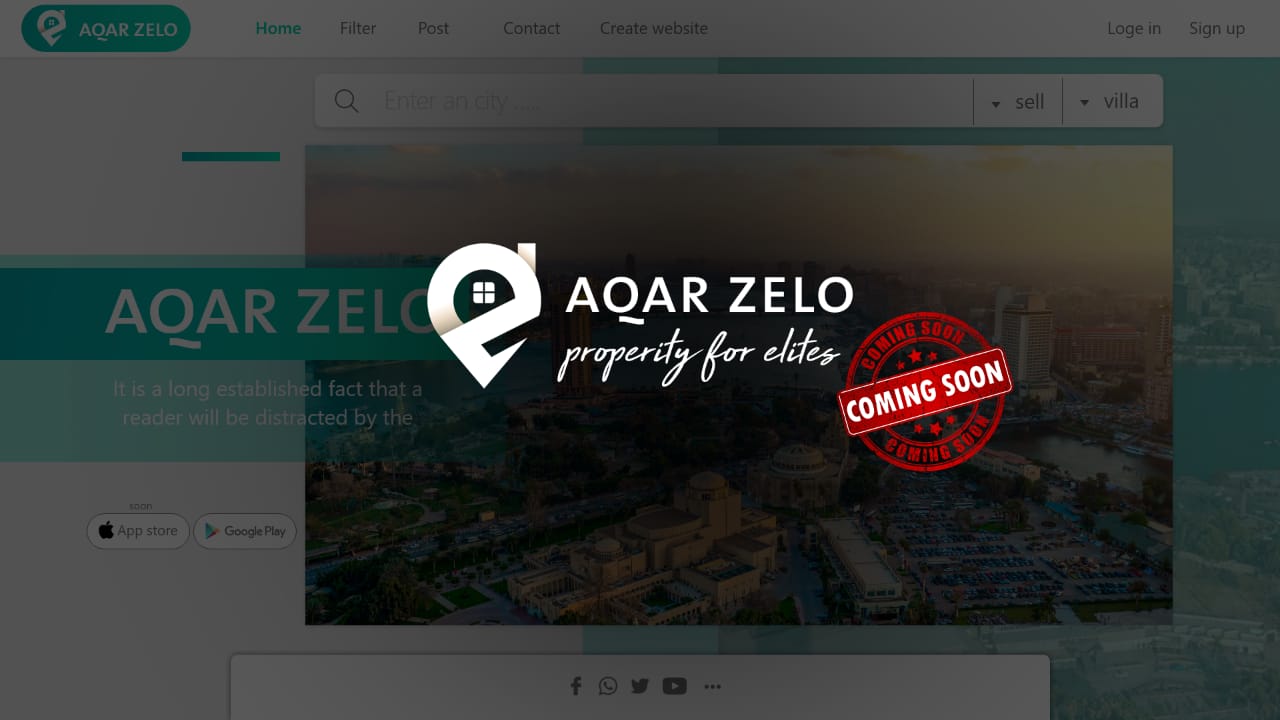 AQAR ZELO
Home Filter Post Contact Create website Loge in Sign up
Enter an city ..... sell villa
AQAR ZELO
AQAR ZELO
properity for elites
COMING SOON
COMING SOON
COMING SOON
It is a long established fact that a
reader will be distracted by the
soon
App store Google Play